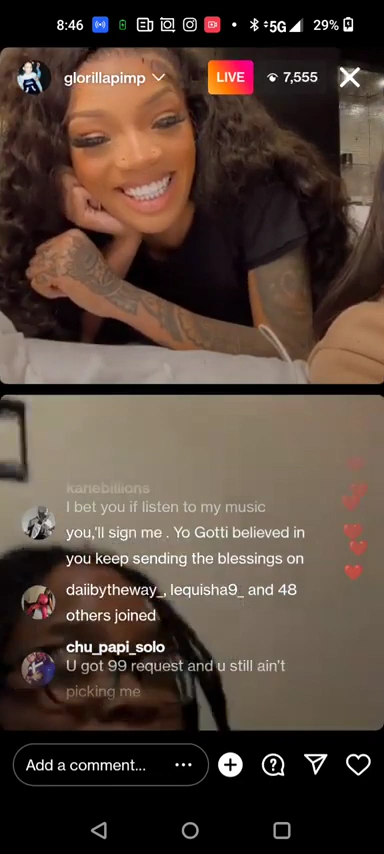 8:46
5G
29%
glorillapimp
LIVE
7,555
kanebillions
I bet you if listen to my music
you,'ll sign me . Yo Gotti believed in
you keep sending the blessings on
daiibytheway_, lequisha9_ and 48
others joined
chu_papi_solo
U got 99 request and u still ain't
picking me
Add a comment...